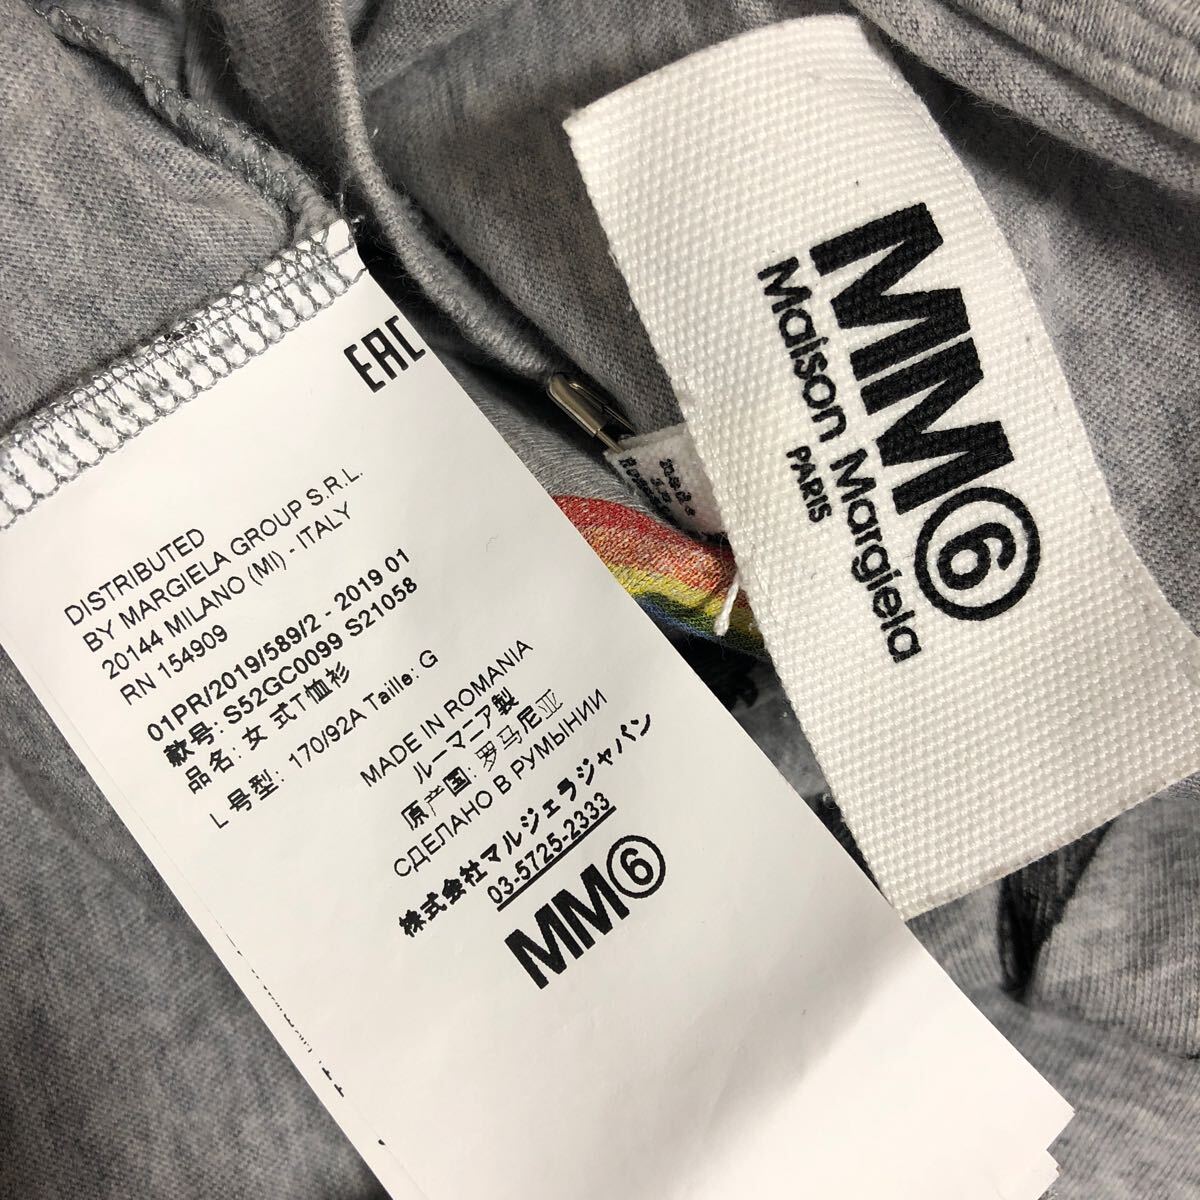 EAC
DISTRIBUTED
BY MARGIELA GROUP S.R.L.
20144 MILANO (MI) - ITALY
RN 154909
01PR/2019/589/2 - 2019 01
款号: S52GC0099 S21058
品名: 女 式T恤衫
L 号型: 170/92A Taille: G
MADE IN ROMANIA
ルーマニア製
原产国: 罗马尼亚
СДЕЛАНО В РУМЫНИИ
株式会社マルジェラジャパン
03-5725-2333
MM6
MM6
Maison Margiela
PARIS
made
in